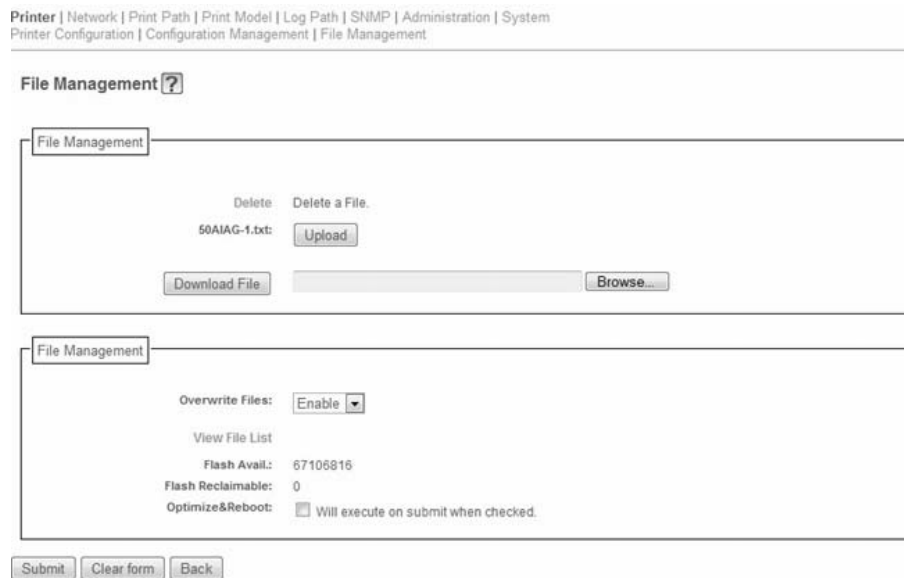 Printer | Network | Print Path | Print Model | Log Path | SNMP | Administration | System
Printer Configuration | Configuration Management | File Management
File Management ?
File Management
Delete Delete a File.
50AIAG-1.txt: Upload
Download File Browse...
File Management
Overwrite Files: Enable
View File List
Flash Avail.: 67106816
Flash Reclaimable: 0
Optimize&Reboot: Will execute on submit when checked.
Submit Clear form Back